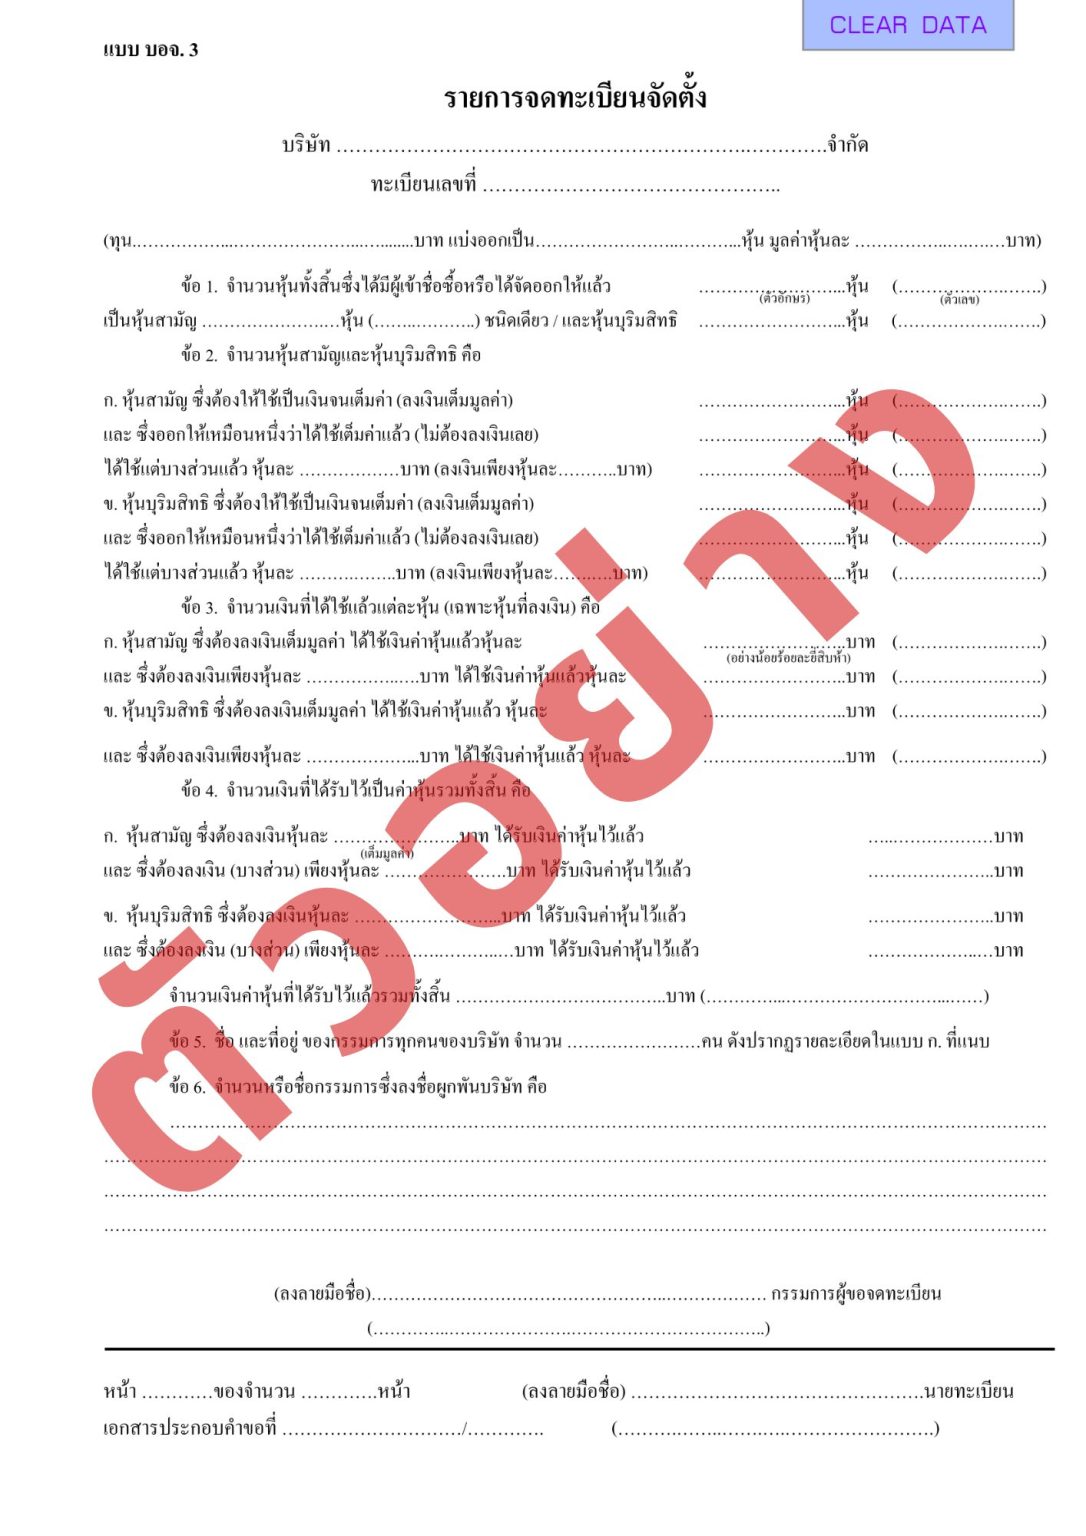 CLEAR DATA
แบบ บอจ. 3
รายการจดทะเบียนจัดตั้ง
บริษัท ……………………………………………………….………….จำกัด
ทะเบียนเลขที่ ………………………………………..
(ทุน.……………...…………………...….......บาท แบ่งออกเป็น…………………..………...หุ้น มูลค่าหุ้นละ ……………..….….…บาท)
ข้อ 1. จำนวนหุ้นทั้งสิ้นซึ่งได้มีผู้เข้าชื่อซื้อหรือได้จัดออกให้แล้ว ……………………...หุ้น (……………….…….)
(ตัวอักษร) (ตัวเลข)
เป็นหุ้นสามัญ ………………….…หุ้น (……..………..) ชนิดเดียว / และหุ้นบุริมสิทธิ ……………………...หุ้น (……………….…….)
ข้อ 2. จำนวนหุ้นสามัญและหุ้นบุริมสิทธิ คือ
ก. หุ้นสามัญ ซึ่งต้องให้ใช้เป็นเงินจนเต็มค่า (ลงเงินเต็มมูลค่า) ……………………...หุ้น (……………….…….)
และ ซึ่งออกให้เหมือนหนึ่งว่าได้ใช้เต็มค่าแล้ว (ไม่ต้องลงเงินเลย) ……………………...หุ้น (……………….…….)
ได้ใช้แต่บางส่วนแล้ว หุ้นละ ………………บาท (ลงเงินเพียงหุ้นละ………..บาท) ……………………...หุ้น (……………….…….)
ข. หุ้นบุริมสิทธิ ซึ่งต้องให้ใช้เป็นเงินจนเต็มค่า (ลงเงินเต็มมูลค่า) ……………………...หุ้น (……………….…….)
และ ซึ่งออกให้เหมือนหนึ่งว่าได้ใช้เต็มค่าแล้ว (ไม่ต้องลงเงินเลย) ……………………...หุ้น (……………….…….)
ได้ใช้แต่บางส่วนแล้ว หุ้นละ ……….…….บาท (ลงเงินเพียงหุ้นละ……..…บาท) ……………………...หุ้น (……………….…….)
ข้อ 3. จำนวนเงินที่ได้ใช้แล้วแต่ละหุ้น (เฉพาะหุ้นที่ลงเงิน) คือ
ก. หุ้นสามัญ ซึ่งต้องลงเงินเต็มมูลค่า ได้ใช้เงินค่าหุ้นแล้วหุ้นละ ……………………..บาท (……………….…….)
(อย่างน้อยร้อยละยี่สิบห้า)
และ ซึ่งต้องลงเงินเพียงหุ้นละ ……………..….บาท ได้ใช้เงินค่าหุ้นแล้วหุ้นละ ……………………..บาท (……………….…….)
ข. หุ้นบุริมสิทธิ ซึ่งต้องลงเงินเต็มมูลค่า ได้ใช้เงินค่าหุ้นแล้ว หุ้นละ ……………………..บาท (……………….…….)
และ ซึ่งต้องลงเงินเพียงหุ้นละ ………………...บาท ได้ใช้เงินค่าหุ้นแล้ว หุ้นละ ……………………..บาท (……………….…….)
ข้อ 4. จำนวนเงินที่ได้รับไว้เป็นค่าหุ้นรวมทั้งสิ้น คือ
ก. หุ้นสามัญ ซึ่งต้องลงเงินหุ้นละ …………………..บาท ได้รับเงินค่าหุ้นไว้แล้ว …..………………บาท
(เต็มมูลค่า)
และ ซึ่งต้องลงเงิน (บางส่วน) เพียงหุ้นละ ………………….บาท ได้รับเงินค่าหุ้นไว้แล้ว …………………..บาท
ข. หุ้นบุริมสิทธิ ซึ่งต้องลงเงินหุ้นละ ……………………...บาท ได้รับเงินค่าหุ้นไว้แล้ว ………………….บาท
และ ซึ่งต้องลงเงิน (บางส่วน) เพียงหุ้นละ ……….………..…บาท ได้รับเงินค่าหุ้นไว้แล้ว ………………..…บาท
จำนวนเงินค่าหุ้นที่ได้รับไว้แล้วรวมทั้งสิ้น ……………………………..บาท (…………...……………………...……)
ข้อ 5. ชื่อ และที่อยู่ ของกรรมการทุกคนของบริษัท จำนวน ……………………คน ดังปรากฏรายละเอียดในแบบ ก. ที่แนบ
ข้อ 6. จำนวนหรือชื่อกรรมการซึ่งลงชื่อผูกพันบริษัท คือ
………………………………………………………………………………………………………………………
………………………………………………………………………………………………………………………………
………………………………………………………………………………………………………………………………
………………………………………………………………………………………………………………………………
(ลงลายมือชื่อ)…………………………………………..……………… กรรมการผู้ขอจดทะเบียน
(…………..………………….…………………………..)
หน้า …………ของจำนวน ………….หน้า (ลงลายมือชื่อ) ………………………………………….นายทะเบียน
เอกสารประกอบคำขอที่ …………………………/…………. (……….…….…….….…………………….)
ตัวอย่าง